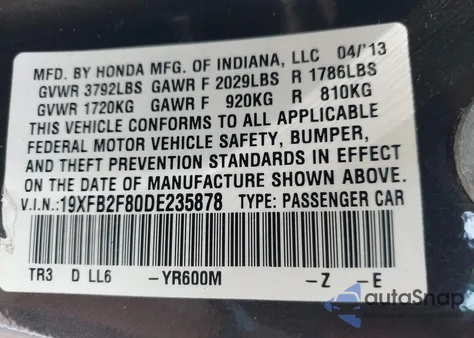 MFD. BY HONDA MFG. OF INDIANA, LLC 04/13
GVWR 3792LBS GAWR F 2029LBS R 1786LBS
GVWR 1720KG GAWR F 920KG R 810KG
THIS VEHICLE CONFORMS TO ALL APPLICABLE
FEDERAL MOTOR VEHICLE SAFETY, BUMPER,
AND THEFT PREVENTION STANDARDS IN EFFECT
ON THE DATE OF MANUFACTURE SHOWN ABOVE.
V.I.N.:19XFB2F80DE235878 TYPE: PASSENGER CAR
TR3 D LL6 -YR600M -Z -E
autoSnap